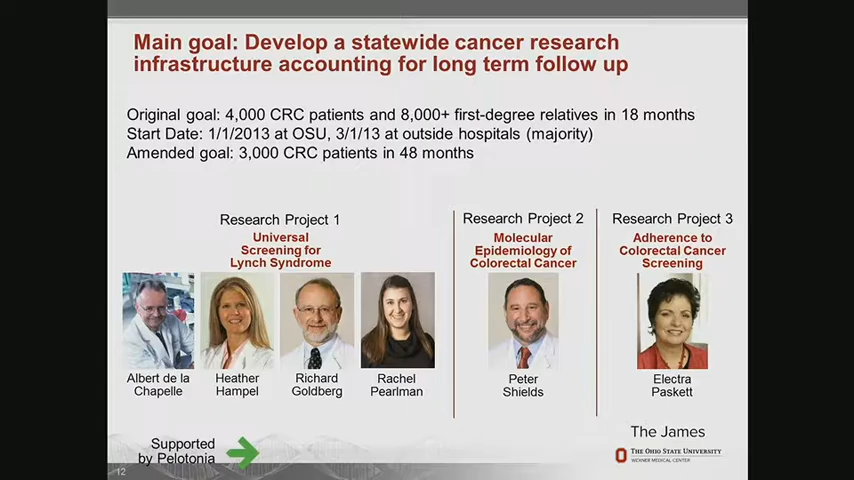 Main goal: Develop a statewide cancer research
infrastructure accounting for long term follow up
Original goal: 4,000 CRC patients and 8,000+ first-degree relatives in 18 months
Start Date: 1/1/2013 at OSU, 3/1/13 at outside hospitals (majority)
Amended goal: 3,000 CRC patients in 48 months
Research Project 1
Universal
Screening for
Lynch Syndrome
Albert de la
Chapelle
Heather
Hampel
Richard
Goldberg
Rachel
Pearlman
Research Project 2
Molecular
Epidemiology of
Colorectal Cancer
Peter
Shields
Research Project 3
Adherence to
Colorectal Cancer
Screening
Electra
Paskett
Supported
by Pelotonia
12
The James
THE OHIO STATE UNIVERSITY
WEXNER MEDICAL CENTER